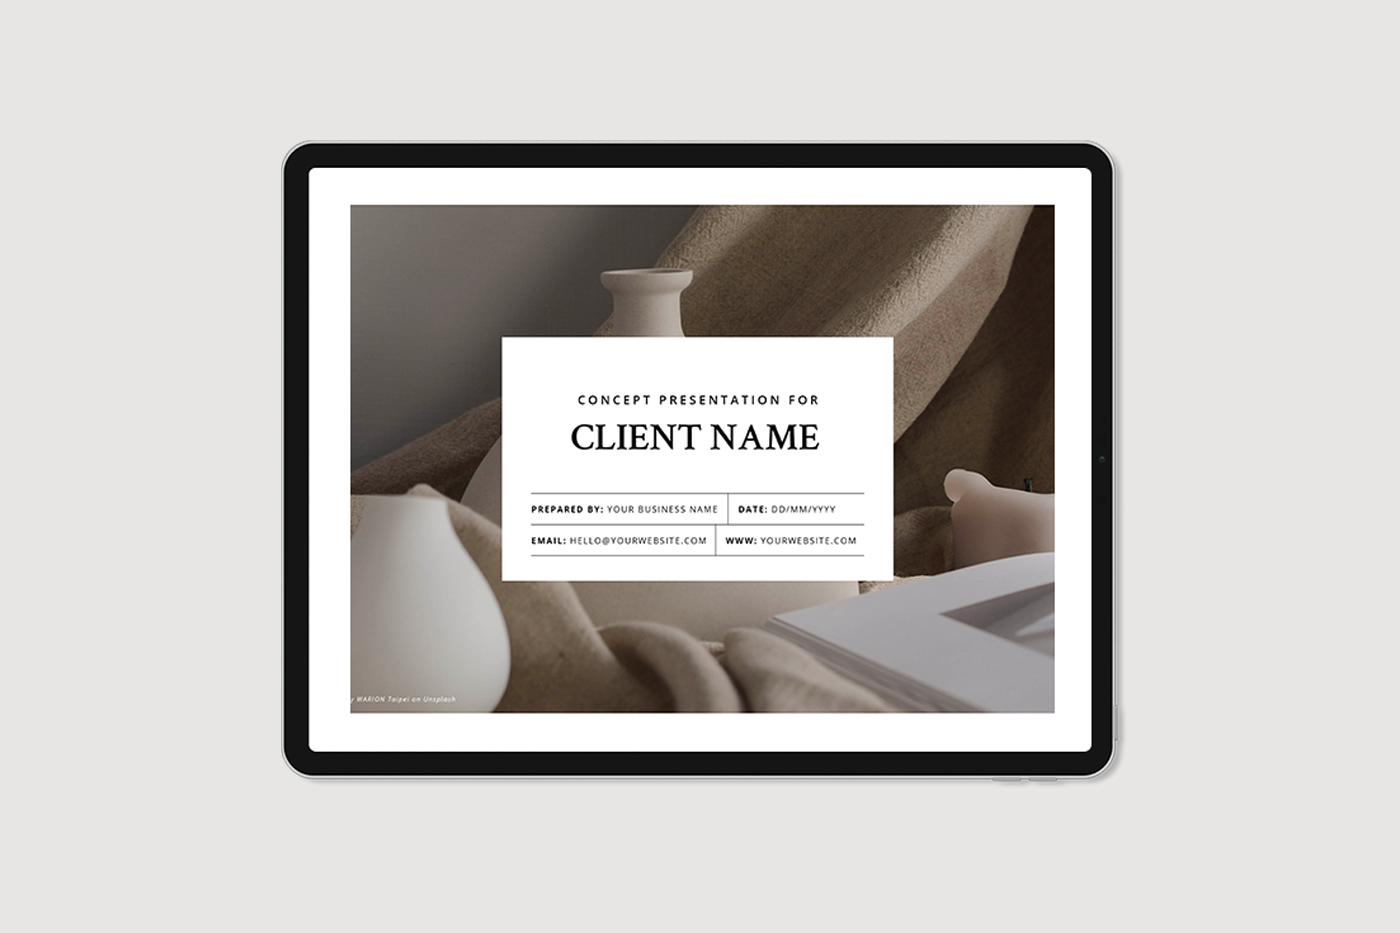 CONCEPT PRESENTATION FOR
CLIENT NAME
PREPARED BY: YOUR BUSINESS NAME
DATE: DD/MM/YYYY
EMAIL: HELLO@YOURWEBSITE.COM
WWW: YOURWEBSITE.COM
y WARION Taipei on Unsplash